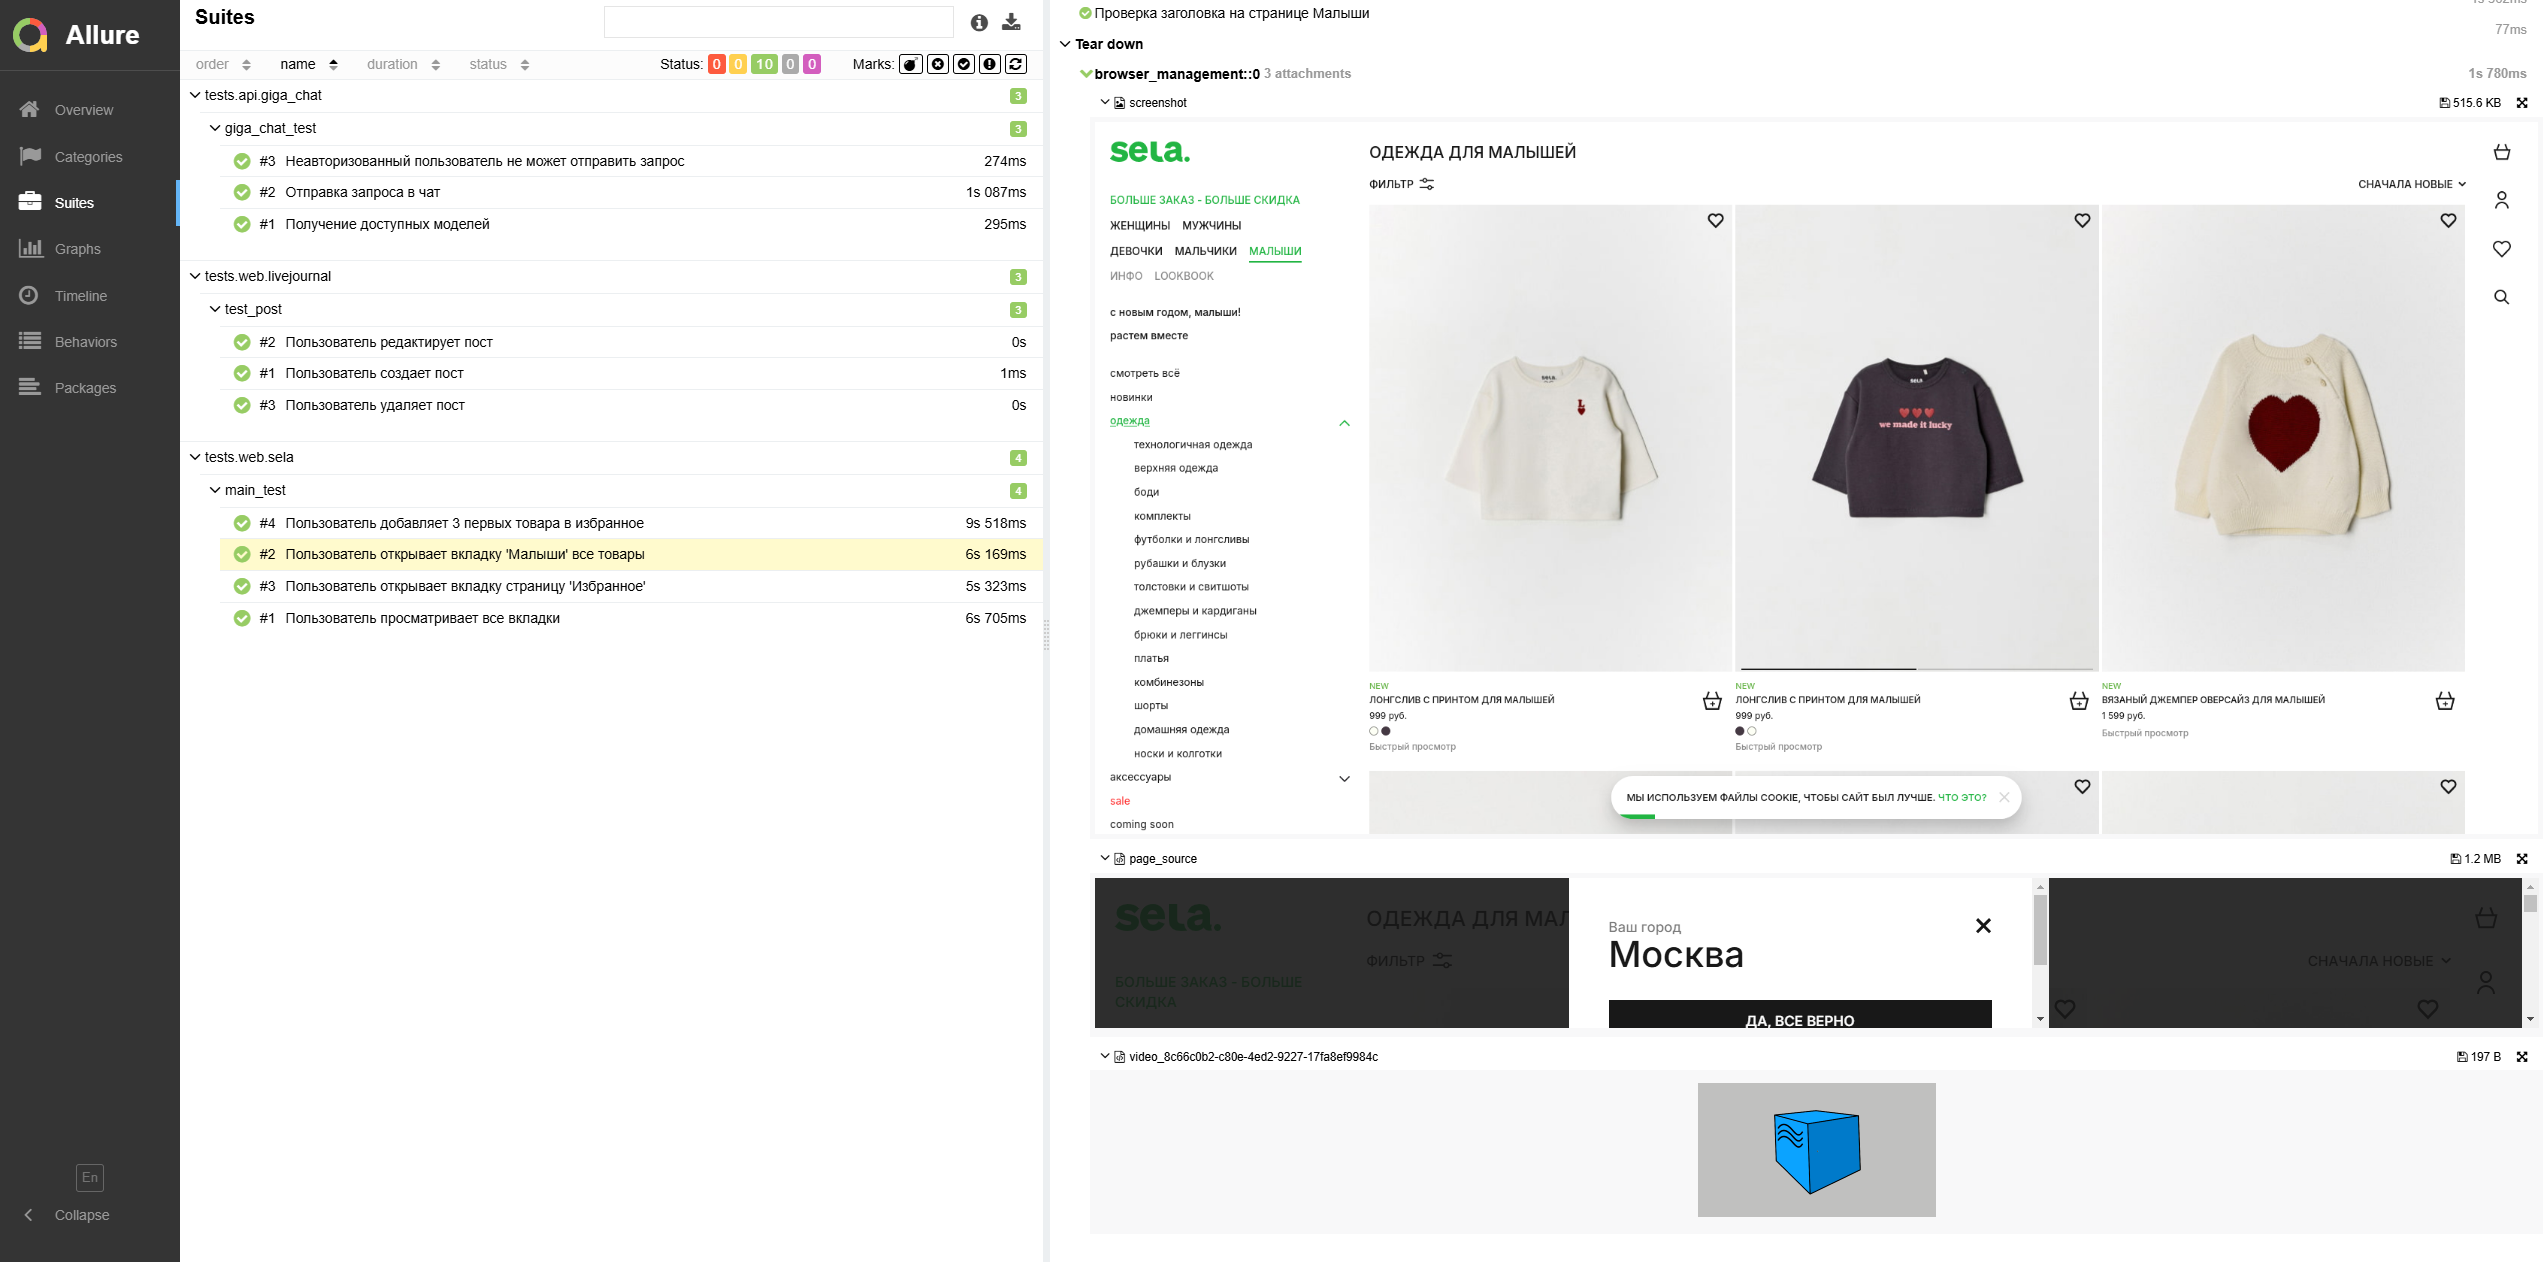 Allure
Overview
Categories
Suites
Graphs
Timeline
Behaviors
Packages
En
Collapse
Suites
order name duration status Status: 0 0 10 0 0 Marks:
tests.api.giga_chat 3
giga_chat_test 3
#3 Неавторизованный пользователь не может отправить запрос 274ms
#2 Отправка запроса в чат 1s 087ms
#1 Получение доступных моделей 295ms
tests.web.livejournal 3
test_post 3
#2 Пользователь редактирует пост 0s
#1 Пользователь создает пост 1ms
#3 Пользователь удаляет пост 0s
tests.web.sela 4
main_test 4
#4 Пользователь добавляет 3 первых товара в избранное 9s 518ms
#2 Пользователь открывает вкладку 'Малыши' все товары 6s 169ms
#3 Пользователь открывает вкладку страницу 'Избранное' 5s 323ms
#1 Пользователь просматривает все вкладки 6s 705ms
Проверка заголовка на странице Малыши
77ms
Tear down
browser_management::0 3 attachments 1s 780ms
screenshot 515.6 KB
sela.
БОЛЬШЕ ЗАКАЗ - БОЛЬШЕ СКИДКА
ЖЕНЩИНЫ МУЖЧИНЫ
ДЕВОЧКИ МАЛЬЧИКИ МАЛЫШИ
ИНФО LOOKBOOK
с новым годом, малыши!
растем вместе
смотреть всё
новинки
одежда
технологичная одежда
верхняя одежда
боди
комплекты
футболки и лонгсливы
рубашки и блузки
толстовки и свитшоты
джемперы и кардиганы
брюки и леггинсы
платья
комбинезоны
шорты
домашняя одежда
носки и колготки
аксессуары
sale
coming soon
ОДЕЖДА ДЛЯ МАЛЫШЕЙ
ФИЛЬТР СНАЧАЛА НОВЫЕ
sela.
L
sela.
we made it lucky
NEW
ЛОНГСЛИВ С ПРИНТОМ ДЛЯ МАЛЫШЕЙ
999 руб.
Быстрый просмотр
NEW
ЛОНГСЛИВ С ПРИНТОМ ДЛЯ МАЛЫШЕЙ
999 руб.
Быстрый просмотр
NEW
ВЯЗАНЫЙ ДЖЕМПЕР ОВЕРСАЙЗ ДЛЯ МАЛЫШЕЙ
1 599 руб.
Быстрый просмотр
МЫ ИСПОЛЬЗУЕМ ФАЙЛЫ COOKIE, ЧТОБЫ САЙТ БЫЛ ЛУЧШЕ. ЧТО ЭТО?
page_source 1.2 MB
sela.
БОЛЬШЕ ЗАКАЗ - БОЛЬШЕ
СКИДКА
ОДЕЖДА ДЛЯ МАЛ
ФИЛЬТР
Ваш город
Москва
ДА, ВСЕ ВЕРНО
СНАЧАЛА НОВЫЕ
video_8c66c0b2-c80e-4ed2-9227-17fa8ef9984c 197 B